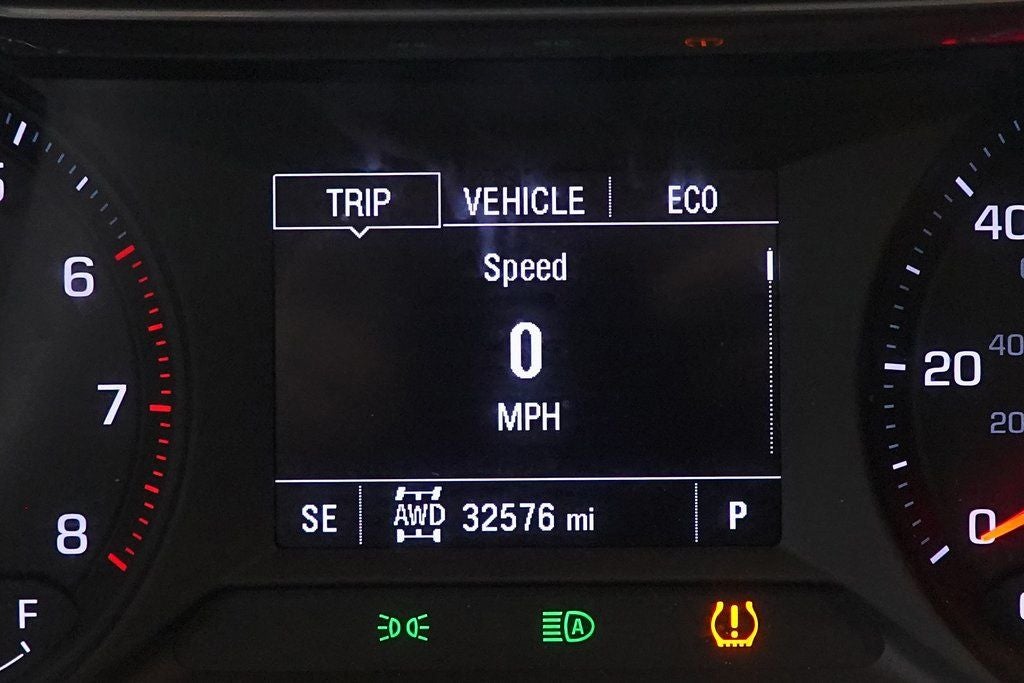 TRIP VEHICLE ECO
Speed
0
MPH
SE AWD 32576 mi P
6
7
8
F
40
40
20
20
0
A